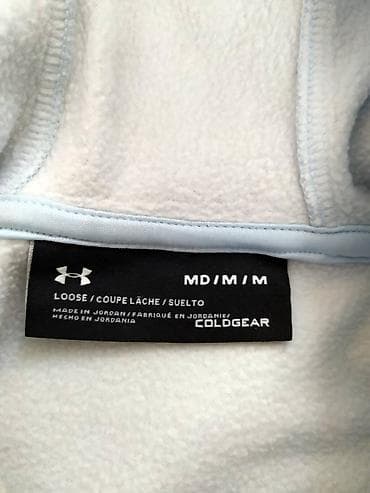 MD/M/M
LOOSE/COUPE LÂCHE/SUELTO
MADE IN JORDAN/FABRIQUÉ EN JORDANIE/
HECHO EN JORDANIA
COLDGEAR